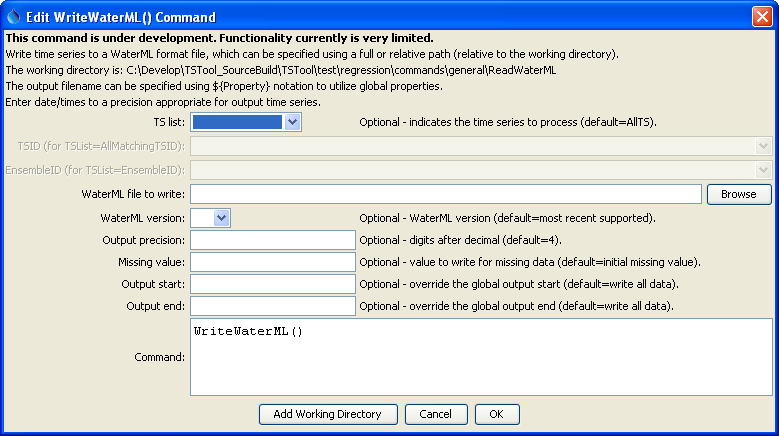 Edit WriteWaterML() Command
This command is under development. Functionality currently is very limited.
Write time series to a WaterML format file, which can be specified using a full or relative path (relative to the working directory).
The working directory is: C:\Develop\TSTool_SourceBuild\TSTool\test\regression\commands\general\ReadWaterML
The output filename can be specified using ${Property} notation to utilize global properties.
Enter date/times to a precision appropriate for output time series.
TS list: Optional - indicates the time series to process (default=AllTS).
TSID (for TSList=AllMatchingTSID):
EnsembleID (for TSList=EnsembleID):
WaterML file to write: Browse
WaterML version: Optional - WaterML version (default=most recent supported).
Output precision: Optional - digits after decimal (default=4).
Missing value: Optional - value to write for missing data (default=initial missing value).
Output start: Optional - override the global output start (default=write all data).
Output end: Optional - override the global output end (default=write all data).
WriteWaterML()
Command:
Add Working Directory Cancel OK